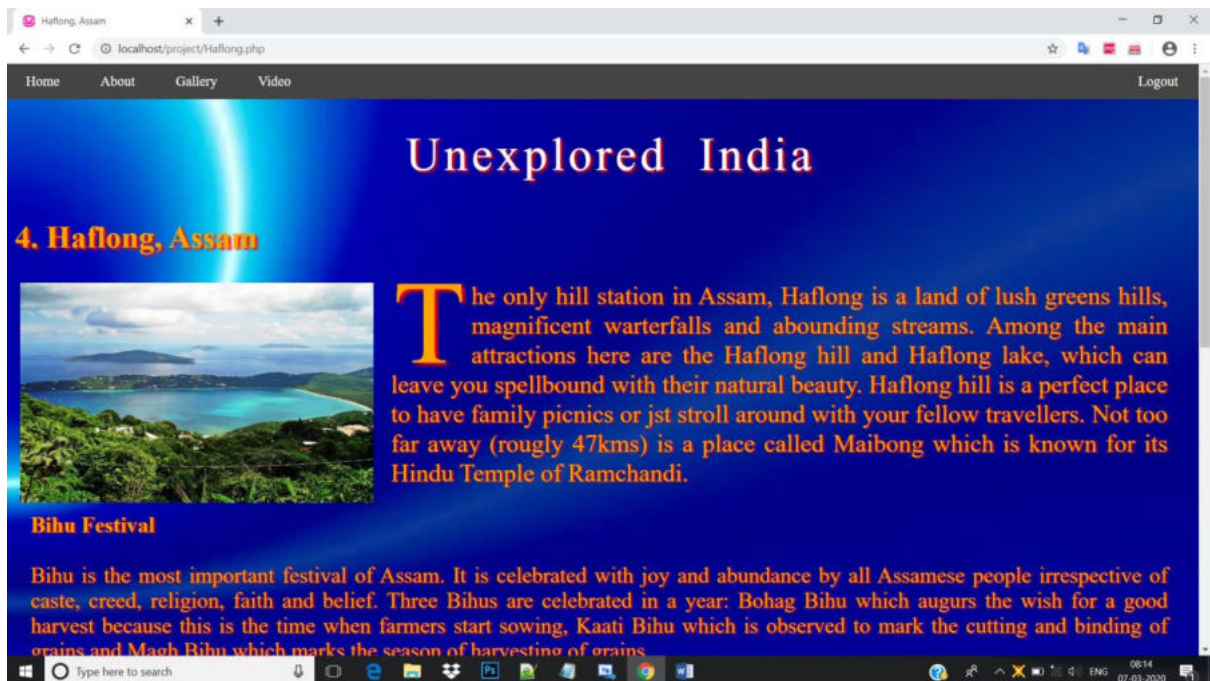 Haflong, Assam
localhost/project/Haflong.php
Home About Gallery Video Logout
Unexplored India
4. Haflong, Assam
The only hill station in Assam, Haflong is a land of lush greens hills,
magnificent warterfalls and abounding streams. Among the main
attractions here are the Haflong hill and Haflong lake, which can
leave you spellbound with their natural beauty. Haflong hill is a perfect place
to have family picnics or jst stroll around with your fellow travellers. Not too
far away (rougly 47kms) is a place called Maibong which is known for its
Hindu Temple of Ramchandi.
Bihu Festival
Bihu is the most important festival of Assam. It is celebrated with joy and abundance by all Assamese people irrespective of
caste, creed, religion, faith and belief. Three Bihus are celebrated in a year: Bohag Bihu which augurs the wish for a good
harvest because this is the time when farmers start sowing, Kaati Bihu which is observed to mark the cutting and binding of
grains and Magh Bihu which marks the season of harvesting of grains.
Type here to search
Ps
ENG
08:14
07-03-2020